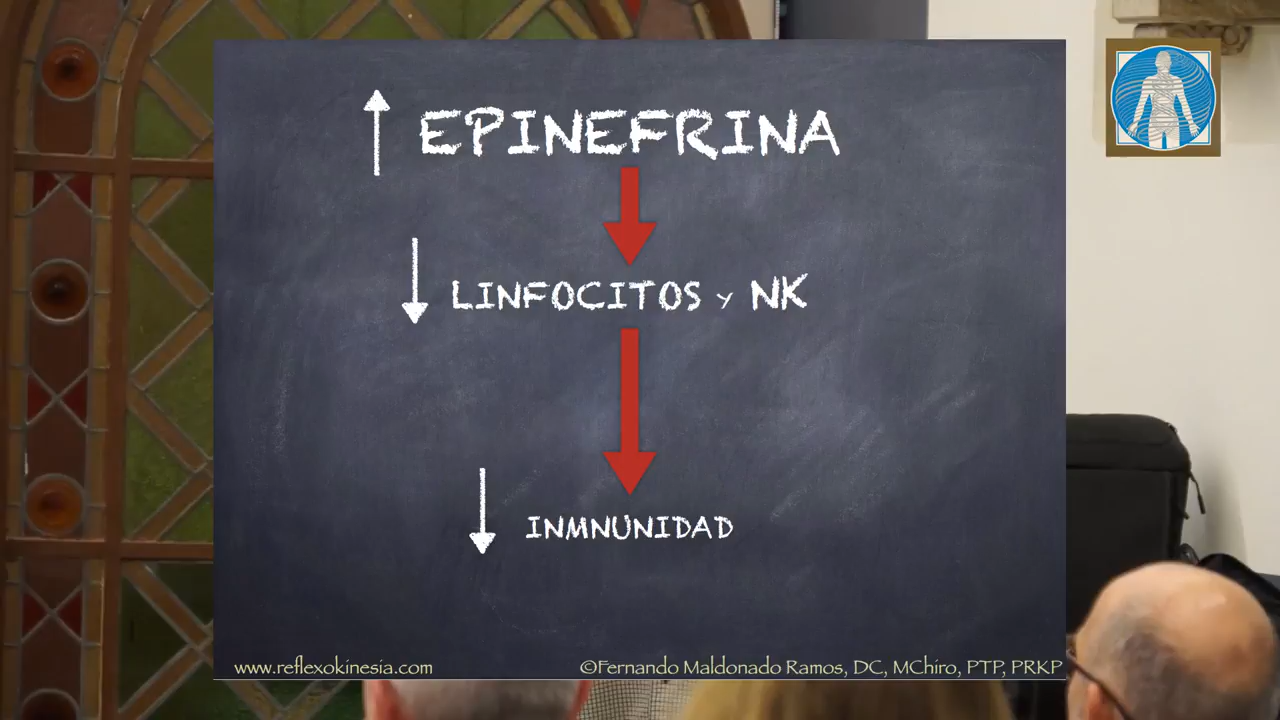 EPINEFRINA
LINFOCITOS Y NK
INMNUNIDAD
www.reflexokinesia.com ©Fernando Maldonado Ramos, DC, MChiro, PTP, PRKP